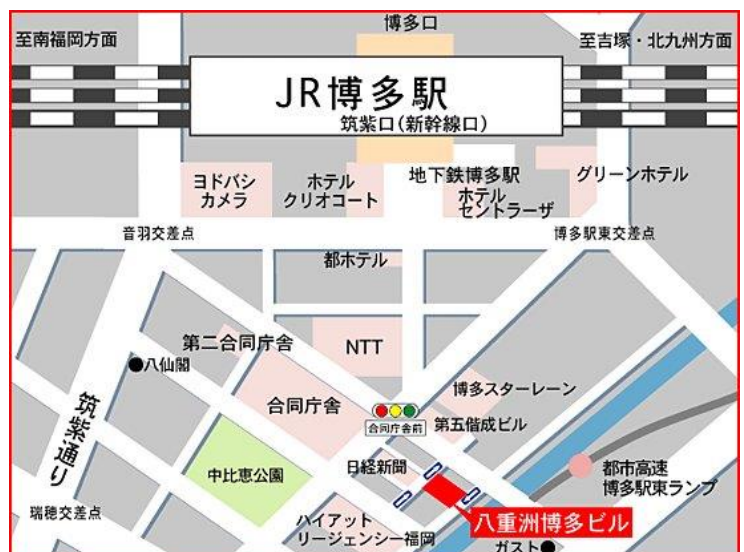 博多口
至南福岡方面
至吉塚・北九州方面
JR博多駅
筑紫口(新幹線口)
ヨドバシ
カメラ
ホテル
クリオコート
地下鉄博多駅
ホテル
セントラーザ
グリーンホテル
音羽交差点
博多駅東交差点
都ホテル
第二合同庁舎
NTT
八仙閣
筑紫通り
合同庁舎
博多スターレーン
合同庁舎前
第五偕成ビル
中比恵公園
日経新聞
都市高速
博多駅東ランプ
瑞穂交差点
ハイアット
リージェンシー福岡
八重洲博多ビル
ガスト